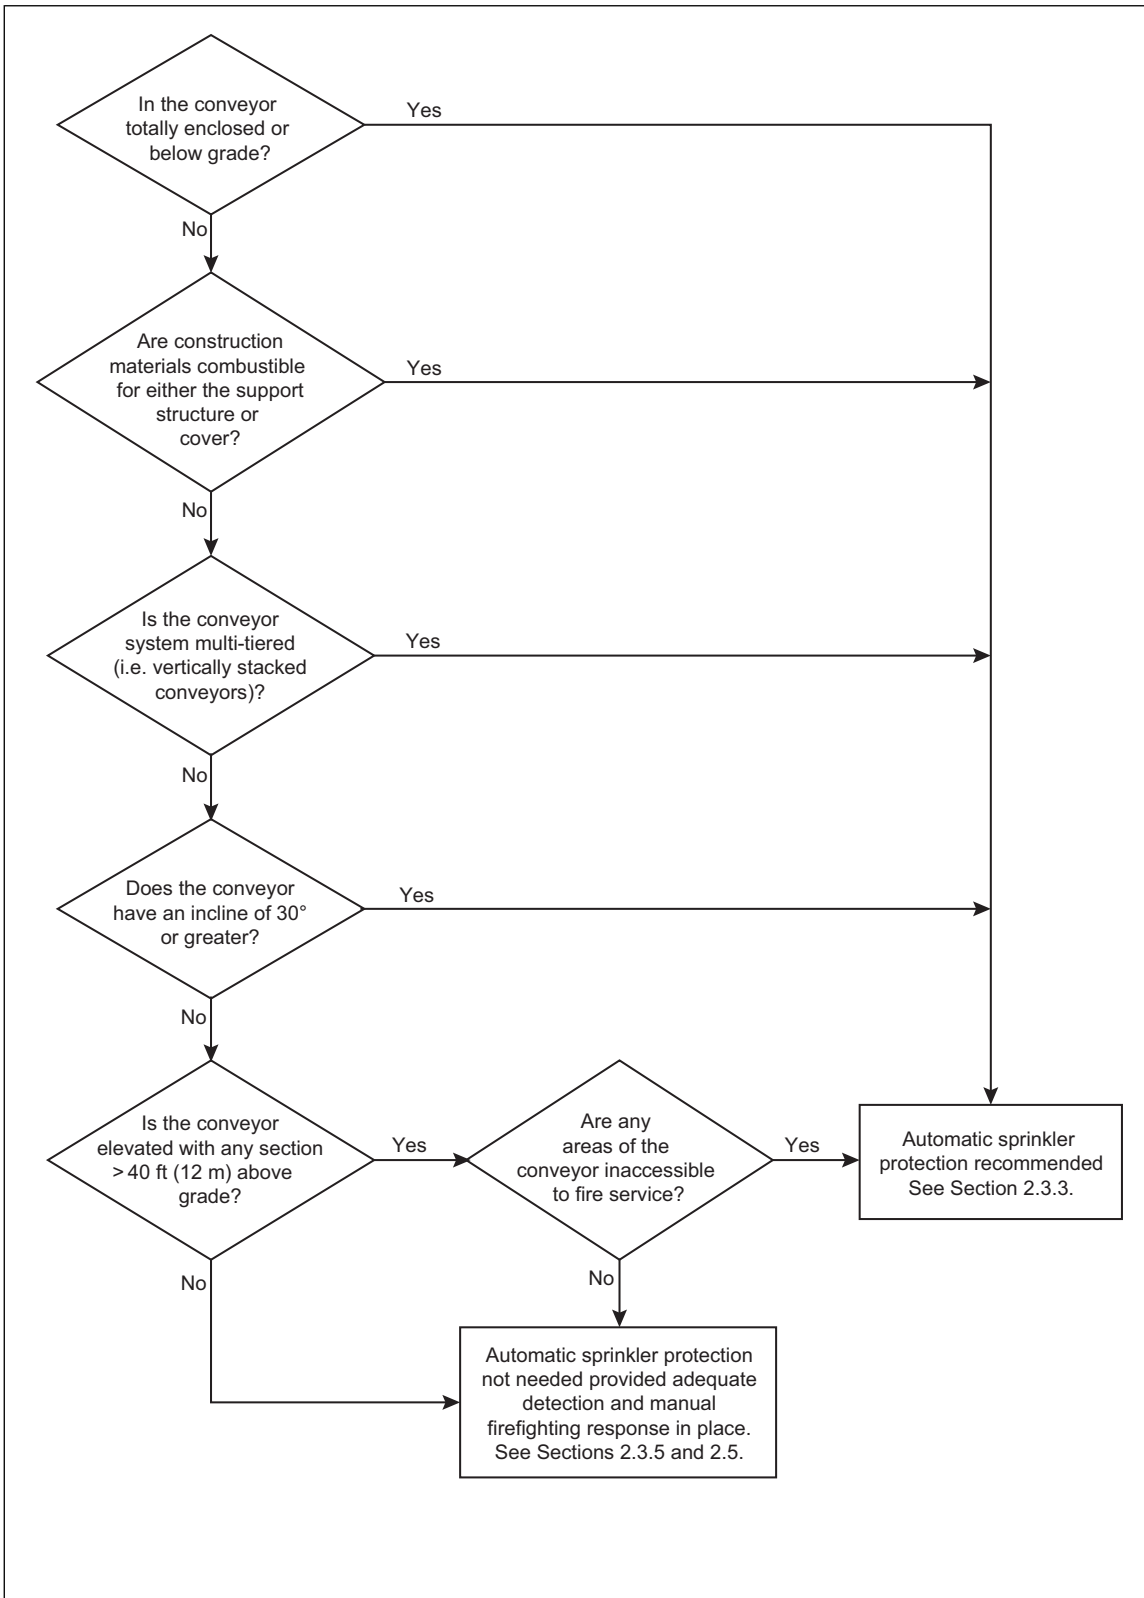 In the conveyor
totally enclosed or
below grade?
Yes
No
Are construction
materials combustible
for either the support
structure or
cover?
Yes
No
Is the conveyor
system multi-tiered
(i.e. vertically stacked
conveyors)?
Yes
No
Does the conveyor
have an incline of 30°
or greater?
Yes
No
Is the conveyor
elevated with any section
> 40 ft (12 m) above
grade?
Yes
No
Are any
areas of the
conveyor inaccessible
to fire service?
Yes
No
Automatic sprinkler
protection recommended
See Section 2.3.3.
Automatic sprinkler protection
not needed provided adequate
detection and manual
firefighting response in place.
See Sections 2.3.5 and 2.5.